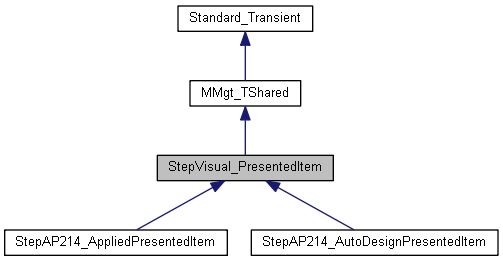 Standard_Transient
MMgt_TShared
StepVisual_PresentedItem
StepAP214_AppliedPresentedItem
StepAP214_AutoDesignPresentedItem